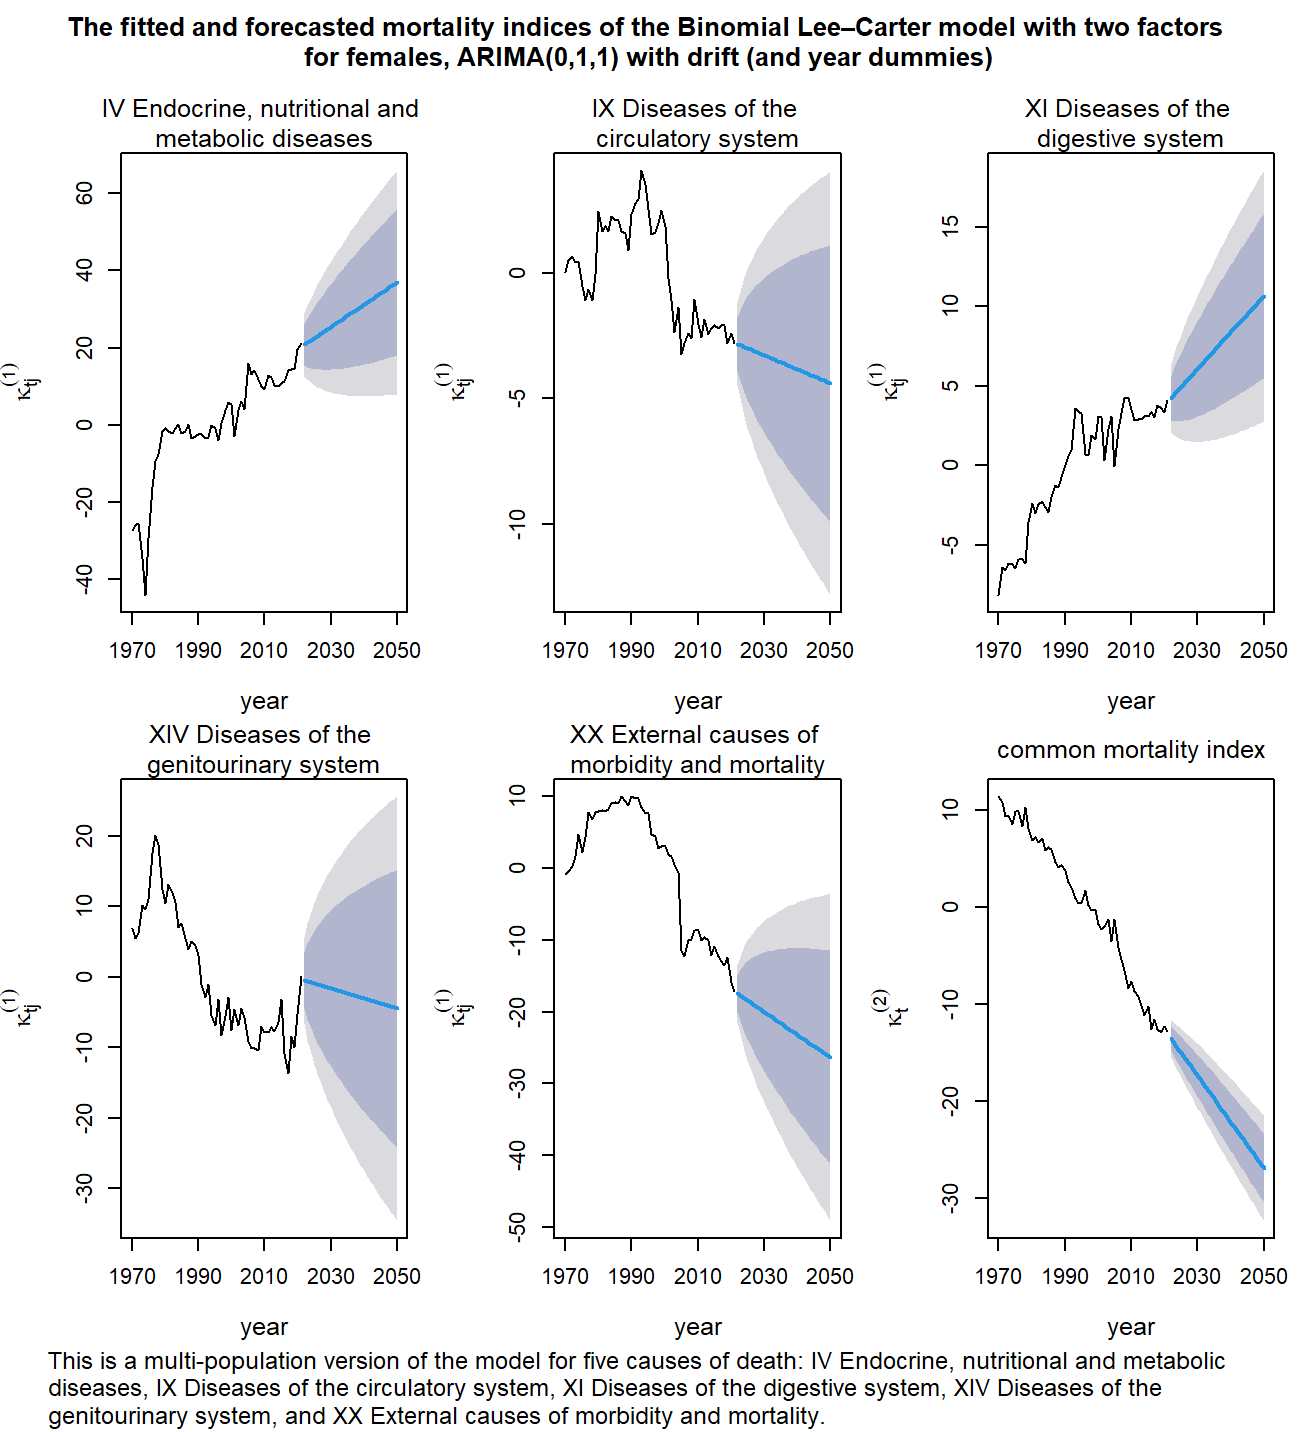 The fitted and forecasted mortality indices of the Binomial Lee–Carter model with two factors
for females, ARIMA(0,1,1) with drift (and year dummies)
IV Endocrine, nutritional and
metabolic diseases
60
40
20
0
-20
-40
κtj(1)
1970 1990 2010 2030 2050
year
IX Diseases of the
circulatory system
0
-5
-10
κtj(1)
1970 1990 2010 2030 2050
year
XI Diseases of the
digestive system
15
10
5
0
-5
κtj(1)
1970 1990 2010 2030 2050
year
XIV Diseases of the
genitourinary system
20
10
0
-10
-20
-30
κtj(1)
1970 1990 2010 2030 2050
year
XX External causes of
morbidity and mortality
10
0
-10
-20
-30
-40
-50
κtj(1)
1970 1990 2010 2030 2050
year
common mortality index
10
0
-10
-20
-30
κt(2)
1970 1990 2010 2030 2050
year
This is a multi-population version of the model for five causes of death: IV Endocrine, nutritional and metabolic
diseases, IX Diseases of the circulatory system, XI Diseases of the digestive system, XIV Diseases of the
genitourinary system, and XX External causes of morbidity and mortality.